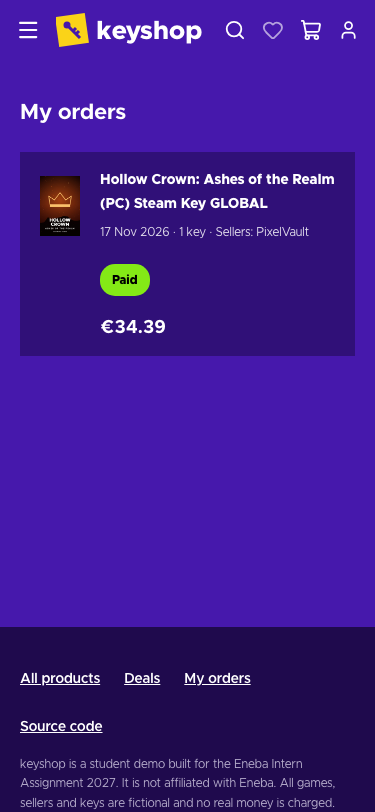 keyshop
My orders
Hollow Crown: Ashes of the Realm
(PC) Steam Key GLOBAL
17 Nov 2026 · 1 key · Sellers: PixelVault
HOLLOW
CROWN
Paid
€34.39
All products Deals My orders
Source code
keyshop is a student demo built for the Eneba Intern
Assignment 2027. It is not affiliated with Eneba. All games,
sellers and keys are fictional and no real money is charged.